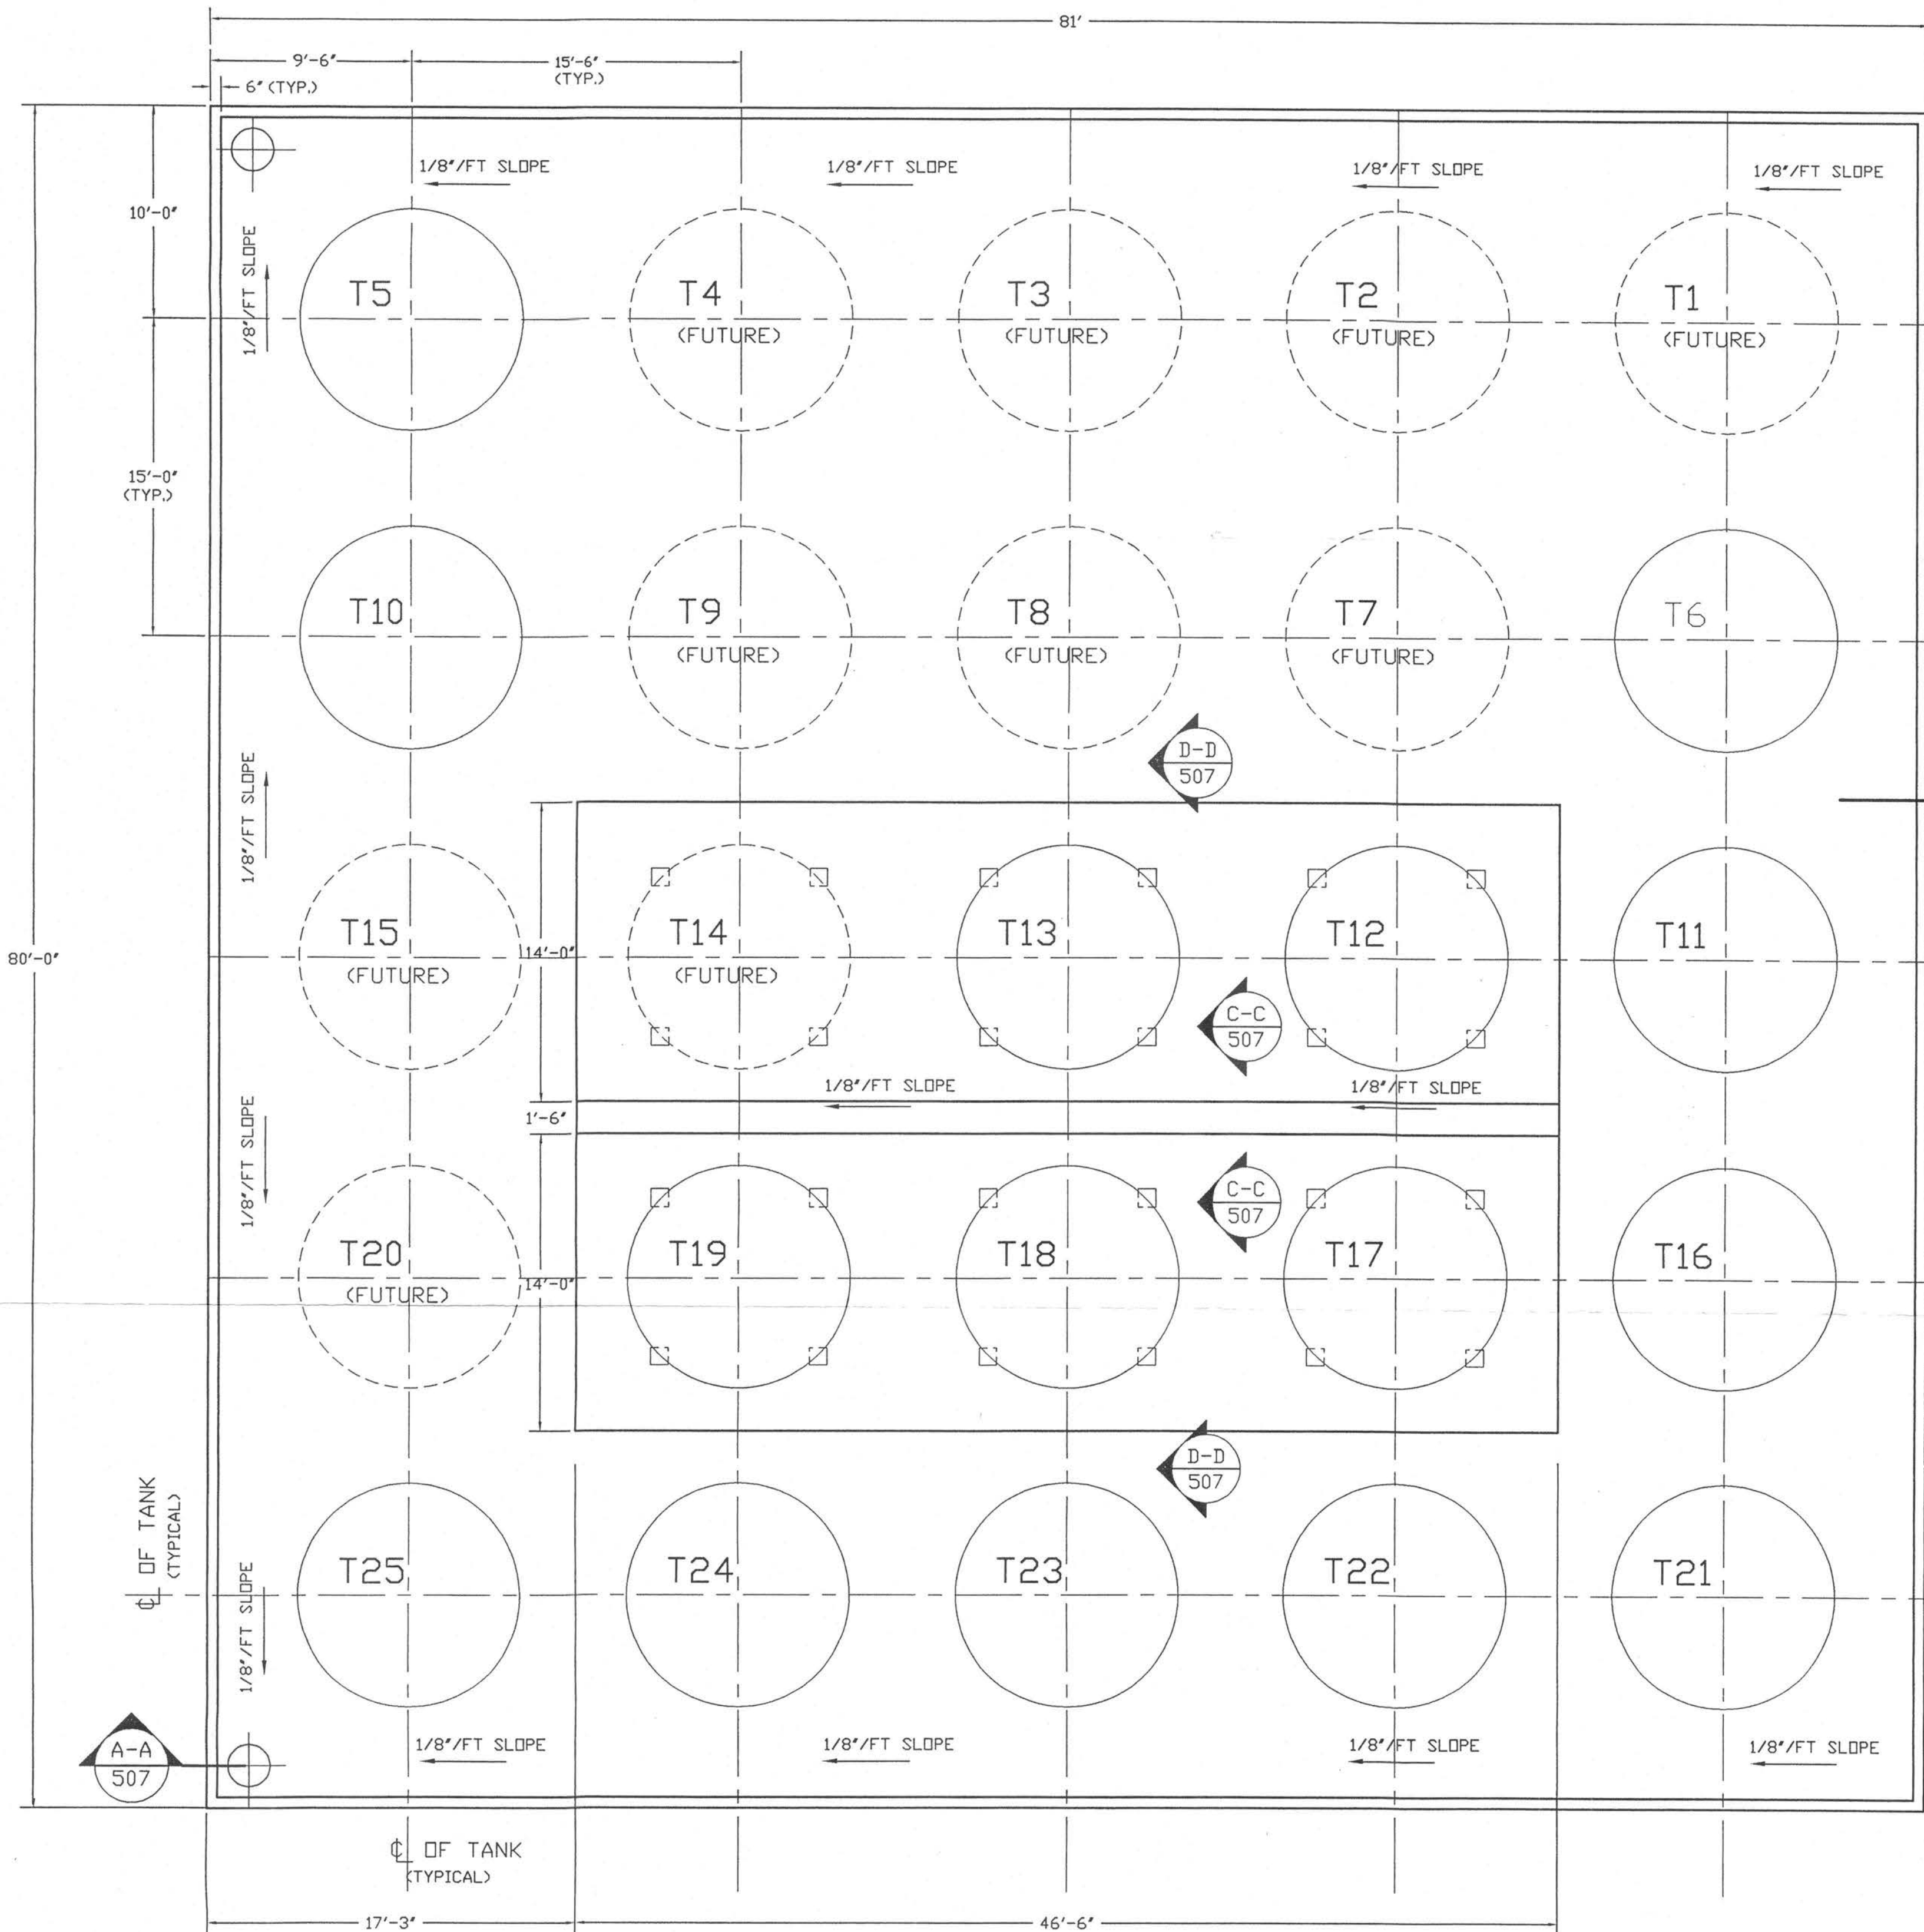 81'
9'-6"
15'-6"
(TYP.)
6" (TYP.)
1/8"/FT SLOPE
1/8"/FT SLOPE
1/8"/FT SLOPE
1/8"/FT SLOPE
10'-0"
1/8"/FT SLOPE
T5
T4
(FUTURE)
T3
(FUTURE)
T2
(FUTURE)
T1
(FUTURE)
15'-0"
(TYP.)
T10
T9
(FUTURE)
T8
(FUTURE)
T7
(FUTURE)
T6
D-D
507
1/8"/FT SLOPE
80'-0"
T15
(FUTURE)
14'-0"
T14
(FUTURE)
T13
T12
T11
C-C
507
1/8"/FT SLOPE
1/8"/FT SLOPE
1'-6"
1/8"/FT SLOPE
C-C
507
T20
(FUTURE)
14'-0"
T19
T18
T17
T16
D-D
507
℄ OF TANK
(TYPICAL)
1/8"/FT SLOPE
T25
T24
T23
T22
T21
A-A
507
1/8"/FT SLOPE
1/8"/FT SLOPE
1/8"/FT SLOPE
1/8"/FT SLOPE
℄ OF TANK
(TYPICAL)
17'-3"
46'-6"